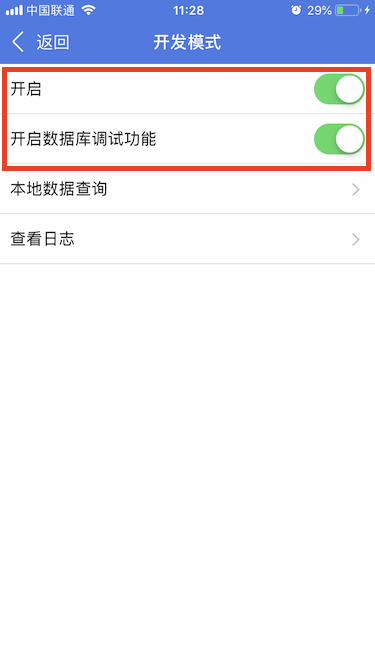 中国联通 11:28 29%
返回 开发模式
开启
开启数据库调试功能
本地数据查询
查看日志